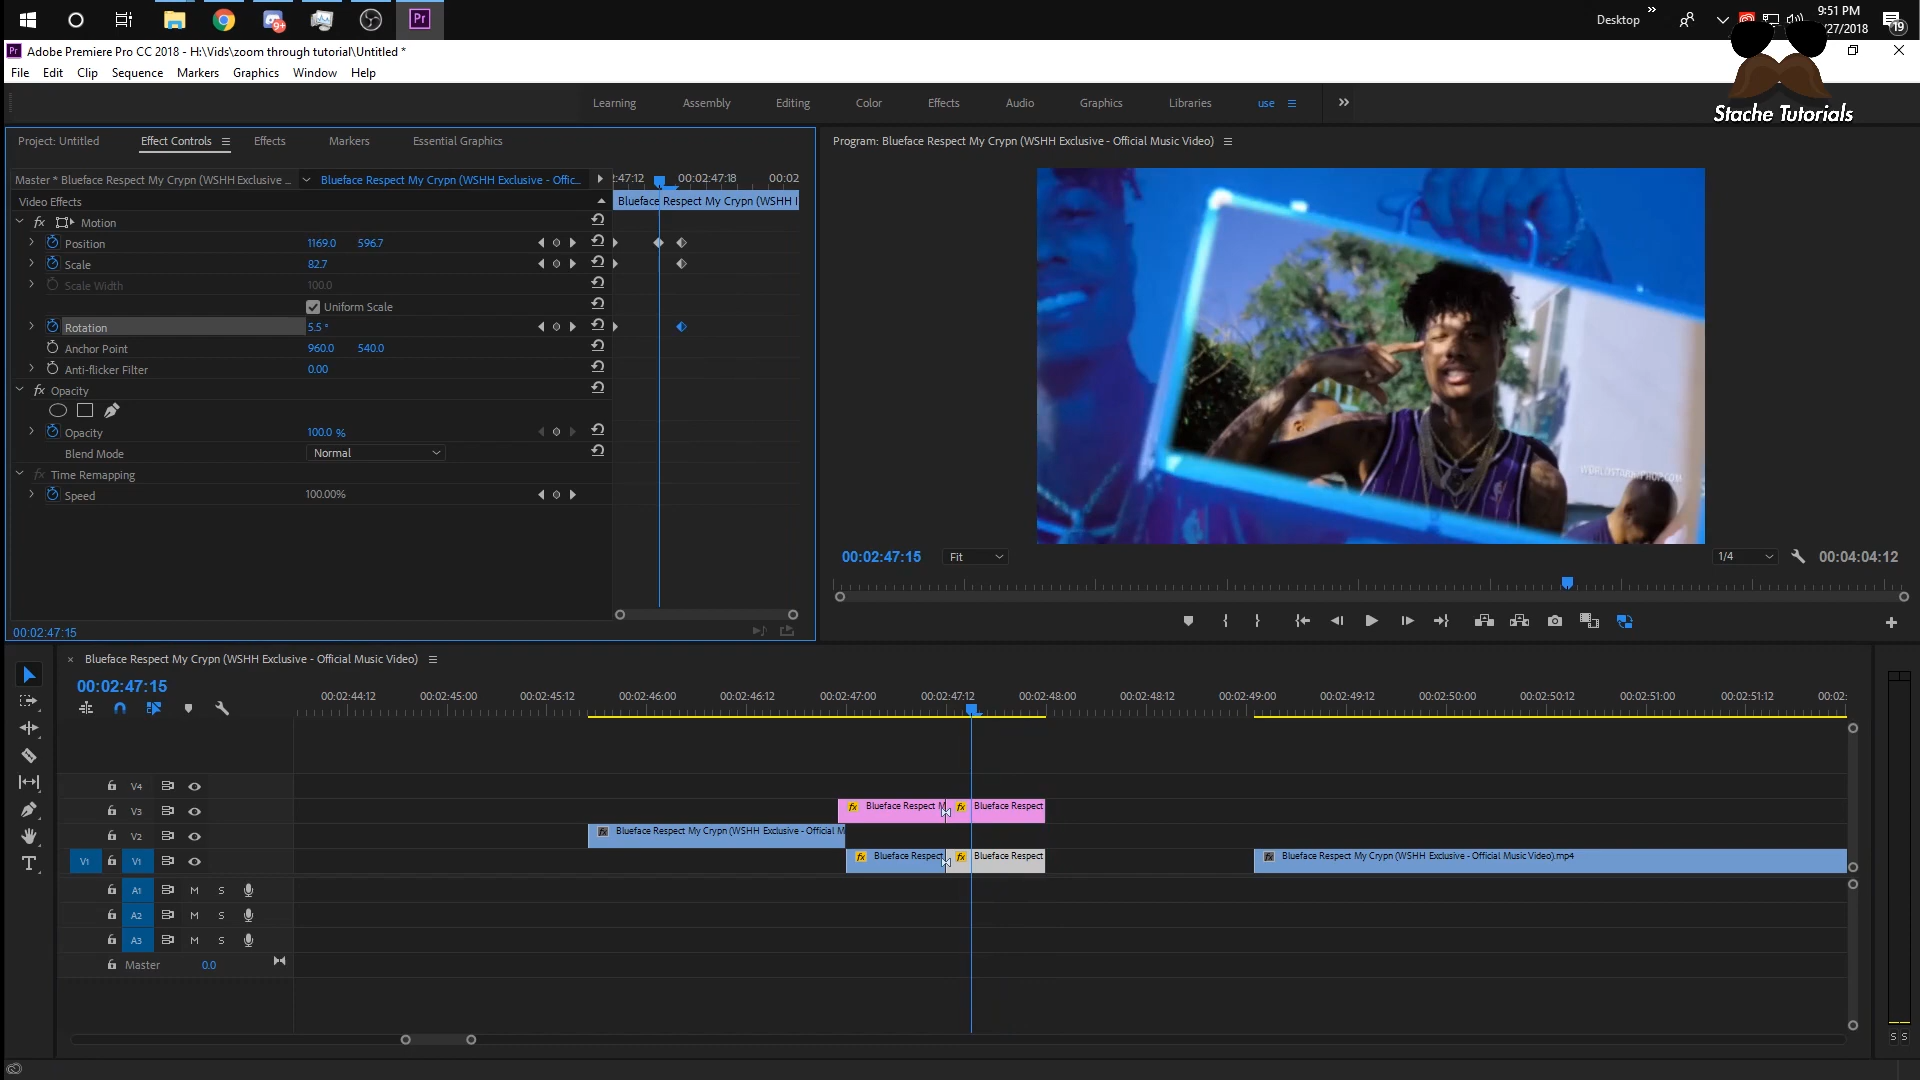 Desktop
9:51 PM
/27/2018
19
9+
Pr
Adobe Premiere Pro CC 2018 - H:\Vids\zoom through tutorial\Untitled *
File Edit Clip Sequence Markers Graphics Window Help
Learning Assembly Editing Color Effects Audio Graphics Libraries use
Stache Tutorials
Project: Untitled Effect Controls Effects Markers Essential Graphics
Program: Blueface Respect My Crypn (WSHH Exclusive - Official Music Video)
Master * Blueface Respect My Crypn (WSHH Exclusive ... Blueface Respect My Crypn (WSHH Exclusive - Offic... :47:12 00:02:47:18 00:02
Video Effects Blueface Respect My Crypn (WSHH I
fx Motion
Position 1169.0 596.7
Scale 82.7
Scale Width 100.0
Uniform Scale
Rotation 5.5 °
Anchor Point 960.0 540.0
Anti-flicker Filter 0.00
fx Opacity
Opacity 100.0 %
Blend Mode Normal
fx Time Remapping
Speed 100.00%
WORLDSTARHIPHOP.COM
00:02:47:15 Fit 1/4 00:04:04:12
00:02:47:15
× Blueface Respect My Crypn (WSHH Exclusive - Official Music Video)
00:02:47:15
00:02:44:12 00:02:45:00 00:02:45:12 00:02:46:00 00:02:46:12 00:02:47:00 00:02:47:12 00:02:48:00 00:02:48:12 00:02:49:00 00:02:49:12 00:02:50:00 00:02:50:12 00:02:51:00 00:02:51:12 00:02:
V4
V3 fx Blueface Respect M fx Blueface Respect
V2 fx Blueface Respect My Crypn (WSHH Exclusive - Official M
V1 V1 fx Blueface Respect fx Blueface Respect fx Blueface Respect My Crypn (WSHH Exclusive - Official Music Video).mp4
A1 M S
A2 M S
A3 M S
Master 0.0
S S